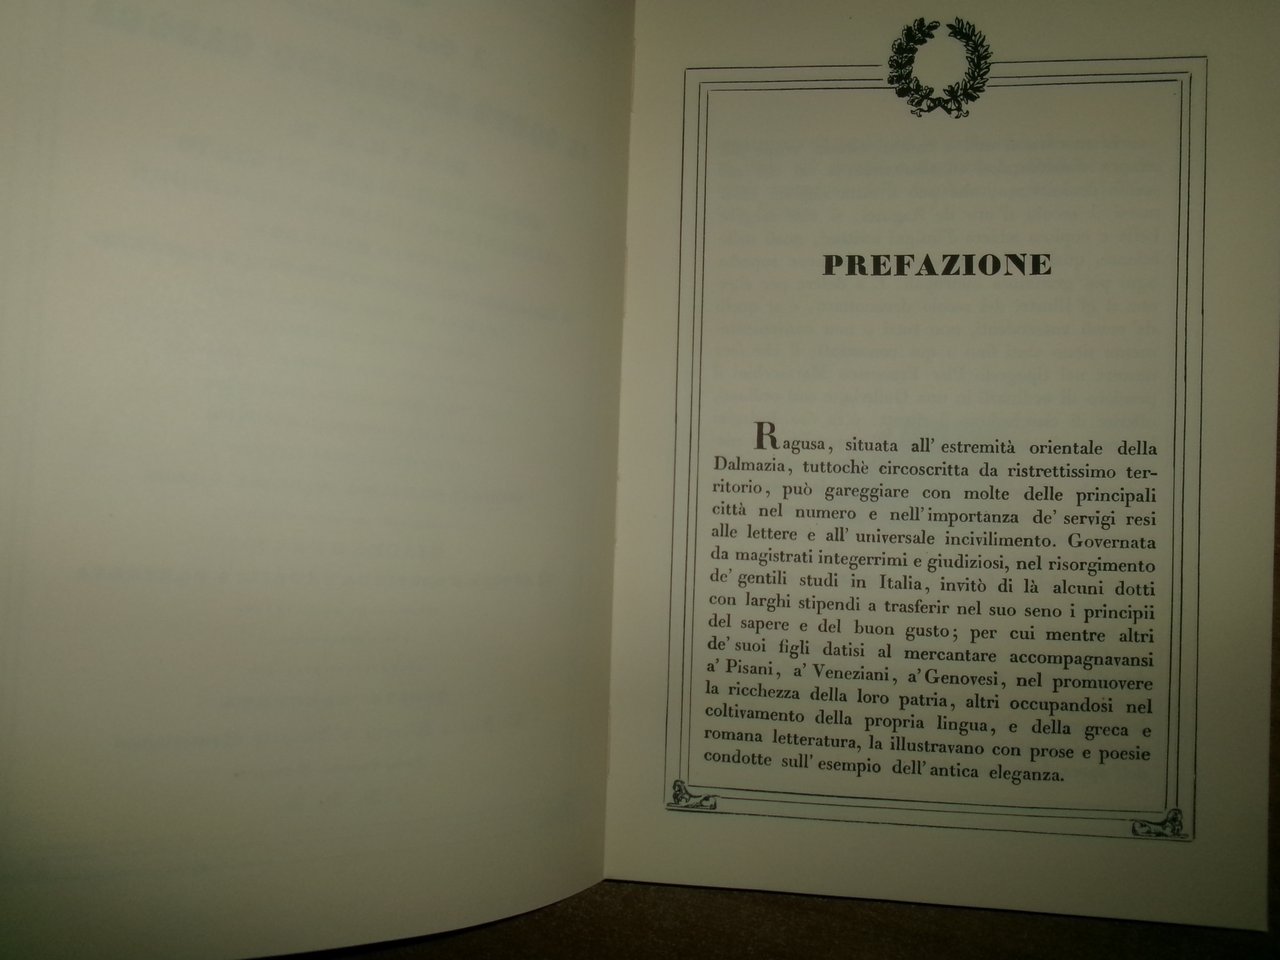 PREFAZIONE
Ragusa, situata all' estremità orientale della
Dalmazia, tuttochè circoscritta da ristrettissimo ter-
ritorio, può gareggiare con molte delle principali
città nel numero e nell' importanza de' servigi resi
alle lettere e all' universale incivilimento. Governata
da magistrati integerrimi e giudiziosi, nel risorgimento
de' gentili studi in Italia, invitò di là alcuni dotti
con larghi stipendi a trasferir nel suo seno i principii
del sapere e del buon gusto; per cui mentre altri
de' suoi figli datisi al mercantare accompagnavansi
a' Pisani, a' Veneziani, a' Genovesi, nel promuovere
la ricchezza della loro patria, altri occupandosi nel
coltivamento della propria lingua, e della greca e
romana letteratura, la illustravano con prose e poesie
condotte sull' esempio dell' antica eleganza.